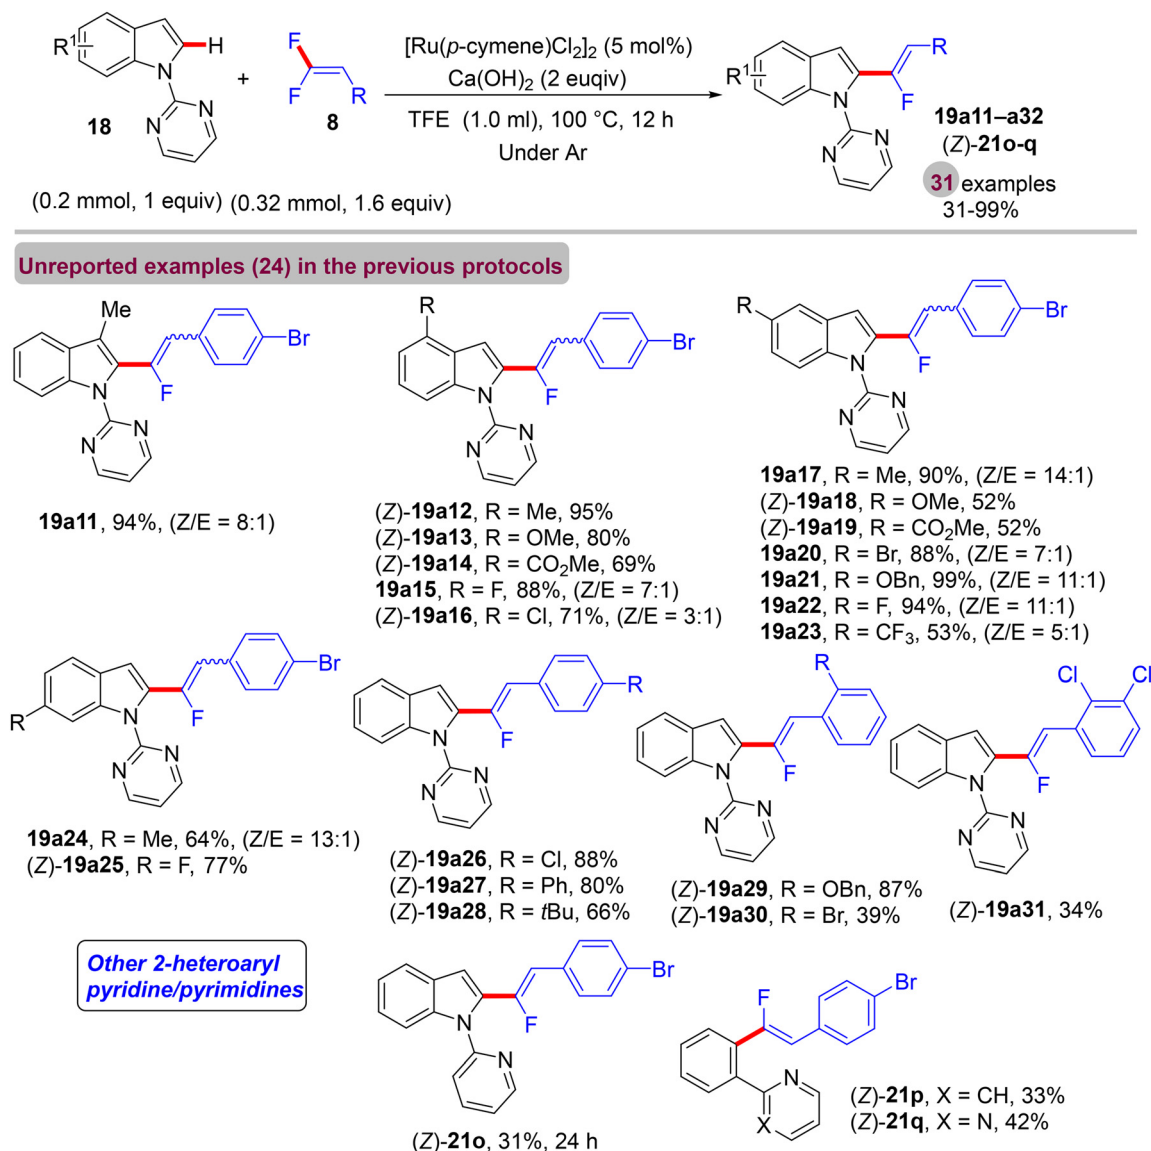 R¹
H
N
N
N
18
+
F
F
R
8
[Ru(p-cymene)Cl₂]₂ (5 mol%)
Ca(OH)₂ (2 euqiv)
TFE (1.0 ml), 100 °C, 12 h
Under Ar
R¹
R
F
N
N
N
19a11–a32
(Z)-21o-q
31 examples
31-99%
(0.2 mmol, 1 equiv) (0.32 mmol, 1.6 equiv)
Unreported examples (24) in the previous protocols
Me
Br
F
N
N
N
19a11, 94%, (Z/E = 8:1)
R
Br
F
N
N
N
(Z)-19a12, R = Me, 95%
(Z)-19a13, R = OMe, 80%
(Z)-19a14, R = CO₂Me, 69%
19a15, R = F, 88%, (Z/E = 7:1)
(Z)-19a16, R = Cl, 71%, (Z/E = 3:1)
R
Br
F
N
N
N
19a17, R = Me, 90%, (Z/E = 14:1)
(Z)-19a18, R = OMe, 52%
(Z)-19a19, R = CO₂Me, 52%
19a20, R = Br, 88%, (Z/E = 7:1)
19a21, R = OBn, 99%, (Z/E = 11:1)
19a22, R = F, 94%, (Z/E = 11:1)
19a23, R = CF₃, 53%, (Z/E = 5:1)
Br
R
F
N
N
N
19a24, R = Me, 64%, (Z/E = 13:1)
(Z)-19a25, R = F, 77%
R
F
N
N
N
(Z)-19a26, R = Cl, 88%
(Z)-19a27, R = Ph, 80%
(Z)-19a28, R = tBu, 66%
R
F
N
N
N
(Z)-19a29, R = OBn, 87%
(Z)-19a30, R = Br, 39%
Cl
Cl
F
N
N
N
(Z)-19a31, 34%
Other 2-heteroaryl
pyridine/pyrimidines
Br
F
N
N
(Z)-21o, 31%, 24 h
F
Br
N
X
(Z)-21p, X = CH, 33%
(Z)-21q, X = N, 42%